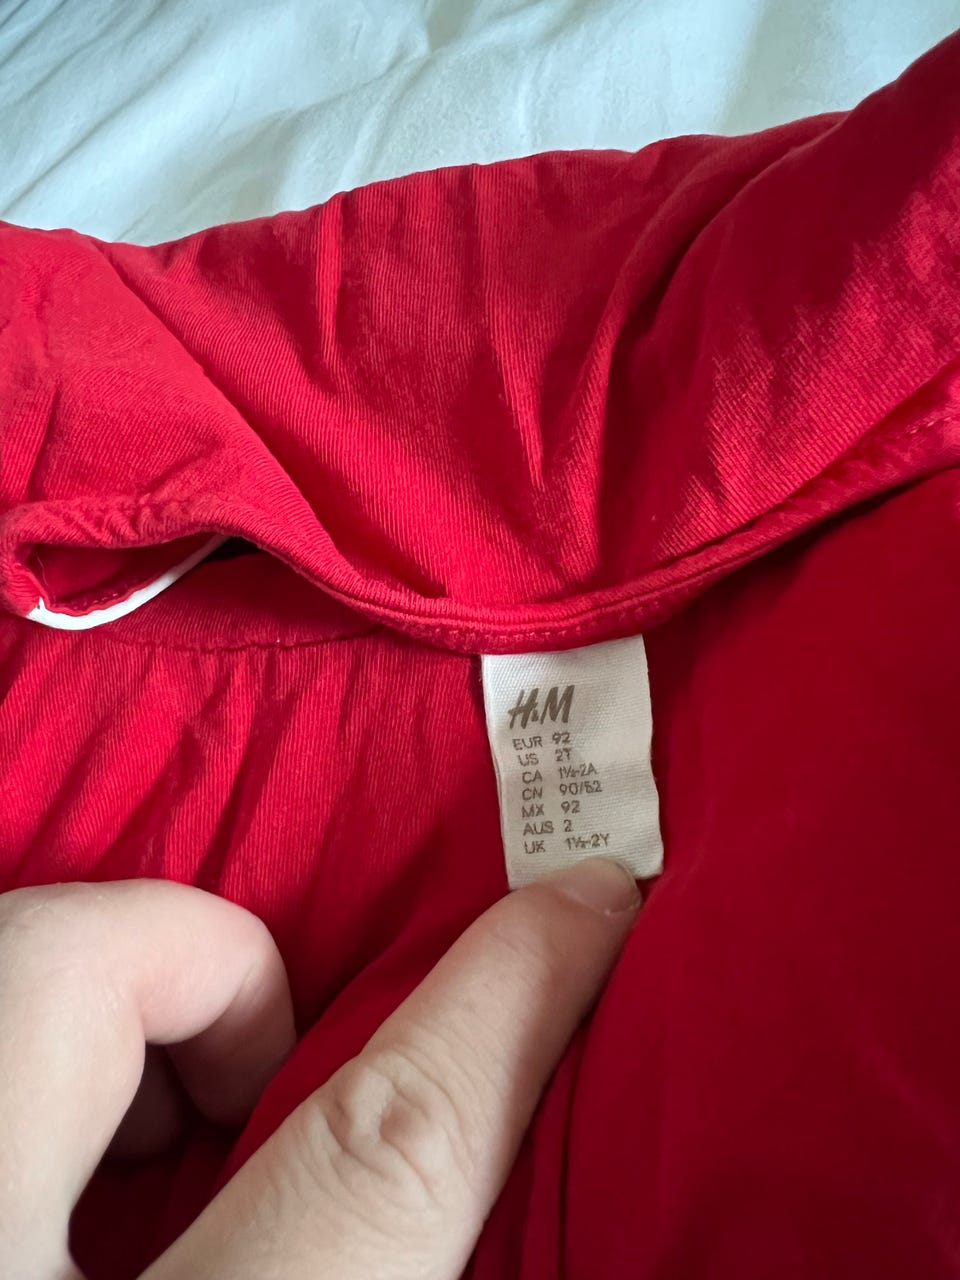 H&M
EUR 92
US 2T
CA 1½-2A
CN 90/52
MX 92
AUS 2
UK 1½-2Y